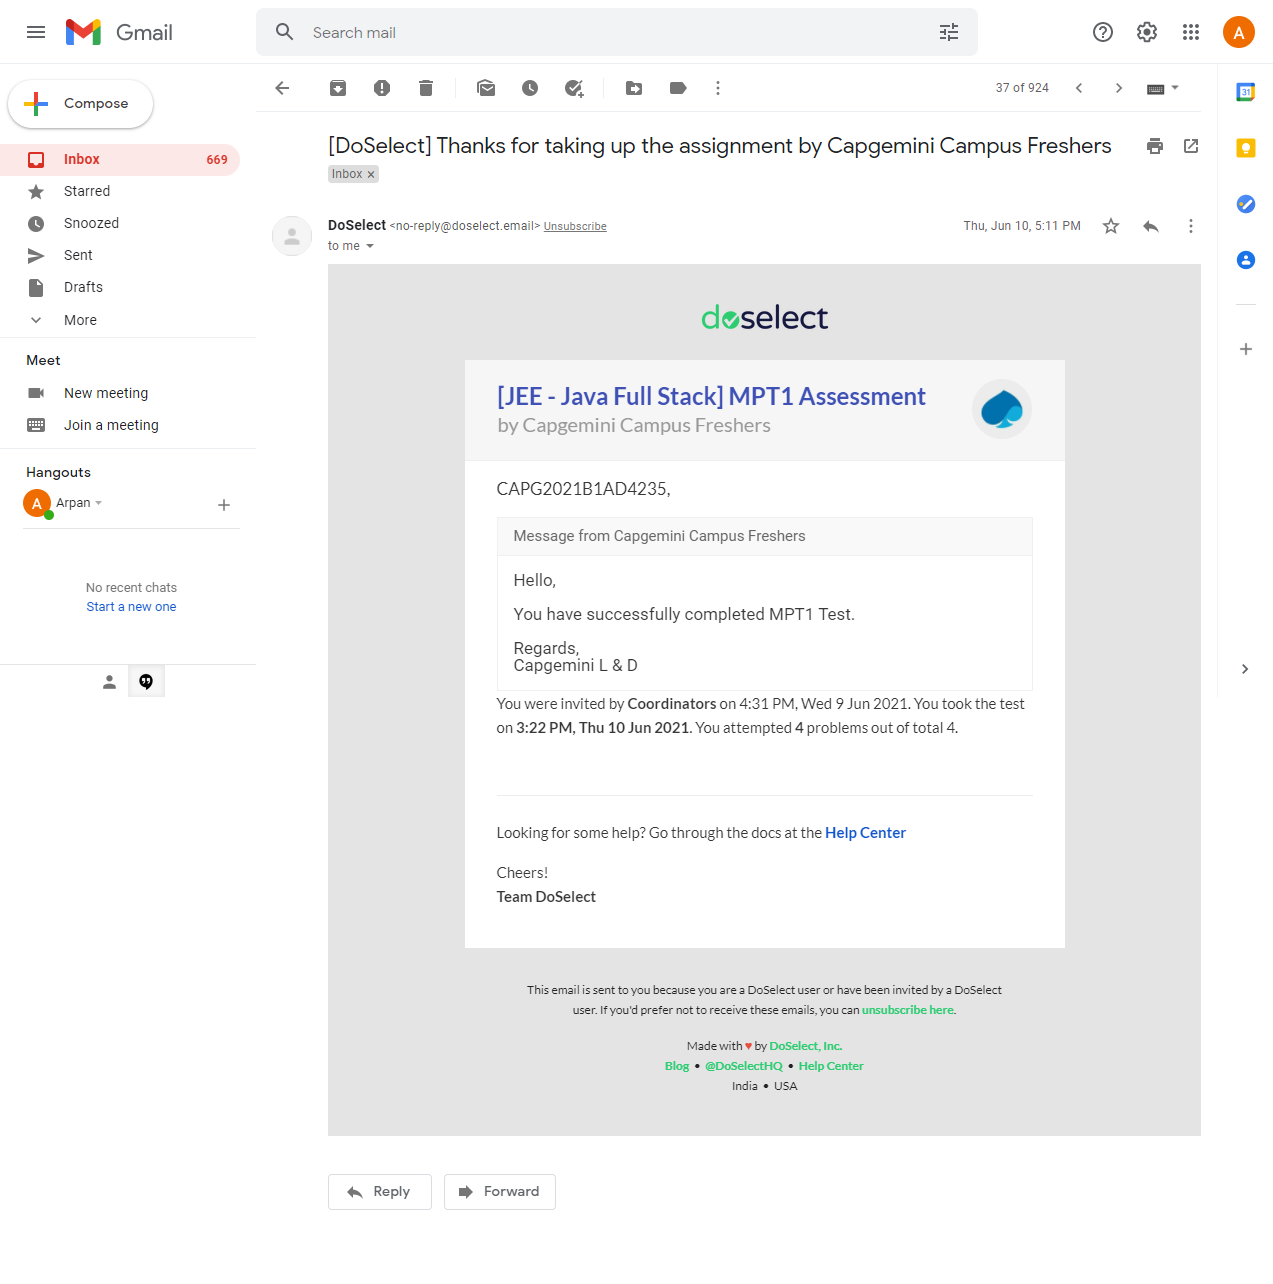 Gmail
Search mail
A
Compose
37 of 924
31
Inbox 669
Starred
Snoozed
Sent
Drafts
More
Meet
New meeting
Join a meeting
Hangouts
A Arpan
No recent chats
Start a new one
[DoSelect] Thanks for taking up the assignment by Capgemini Campus Freshers
Inbox ×
DoSelect <no-reply@doselect.email> Unsubscribe
Thu, Jun 10, 5:11 PM
to me
doselect
[JEE - Java Full Stack] MPT1 Assessment
by Capgemini Campus Freshers
CAPG2021B1AD4235,
Message from Capgemini Campus Freshers
Hello,
You have successfully completed MPT1 Test.
Regards,
Capgemini L & D
You were invited by Coordinators on 4:31 PM, Wed 9 Jun 2021. You took the test
on 3:22 PM, Thu 10 Jun 2021. You attempted 4 problems out of total 4.
Looking for some help? Go through the docs at the Help Center
Cheers!
Team DoSelect
This email is sent to you because you are a DoSelect user or have been invited by a DoSelect
user. If you'd prefer not to receive these emails, you can unsubscribe here.
Made with ♥ by DoSelect, Inc.
Blog • @DoSelectHQ • Help Center
India • USA
Reply
Forward